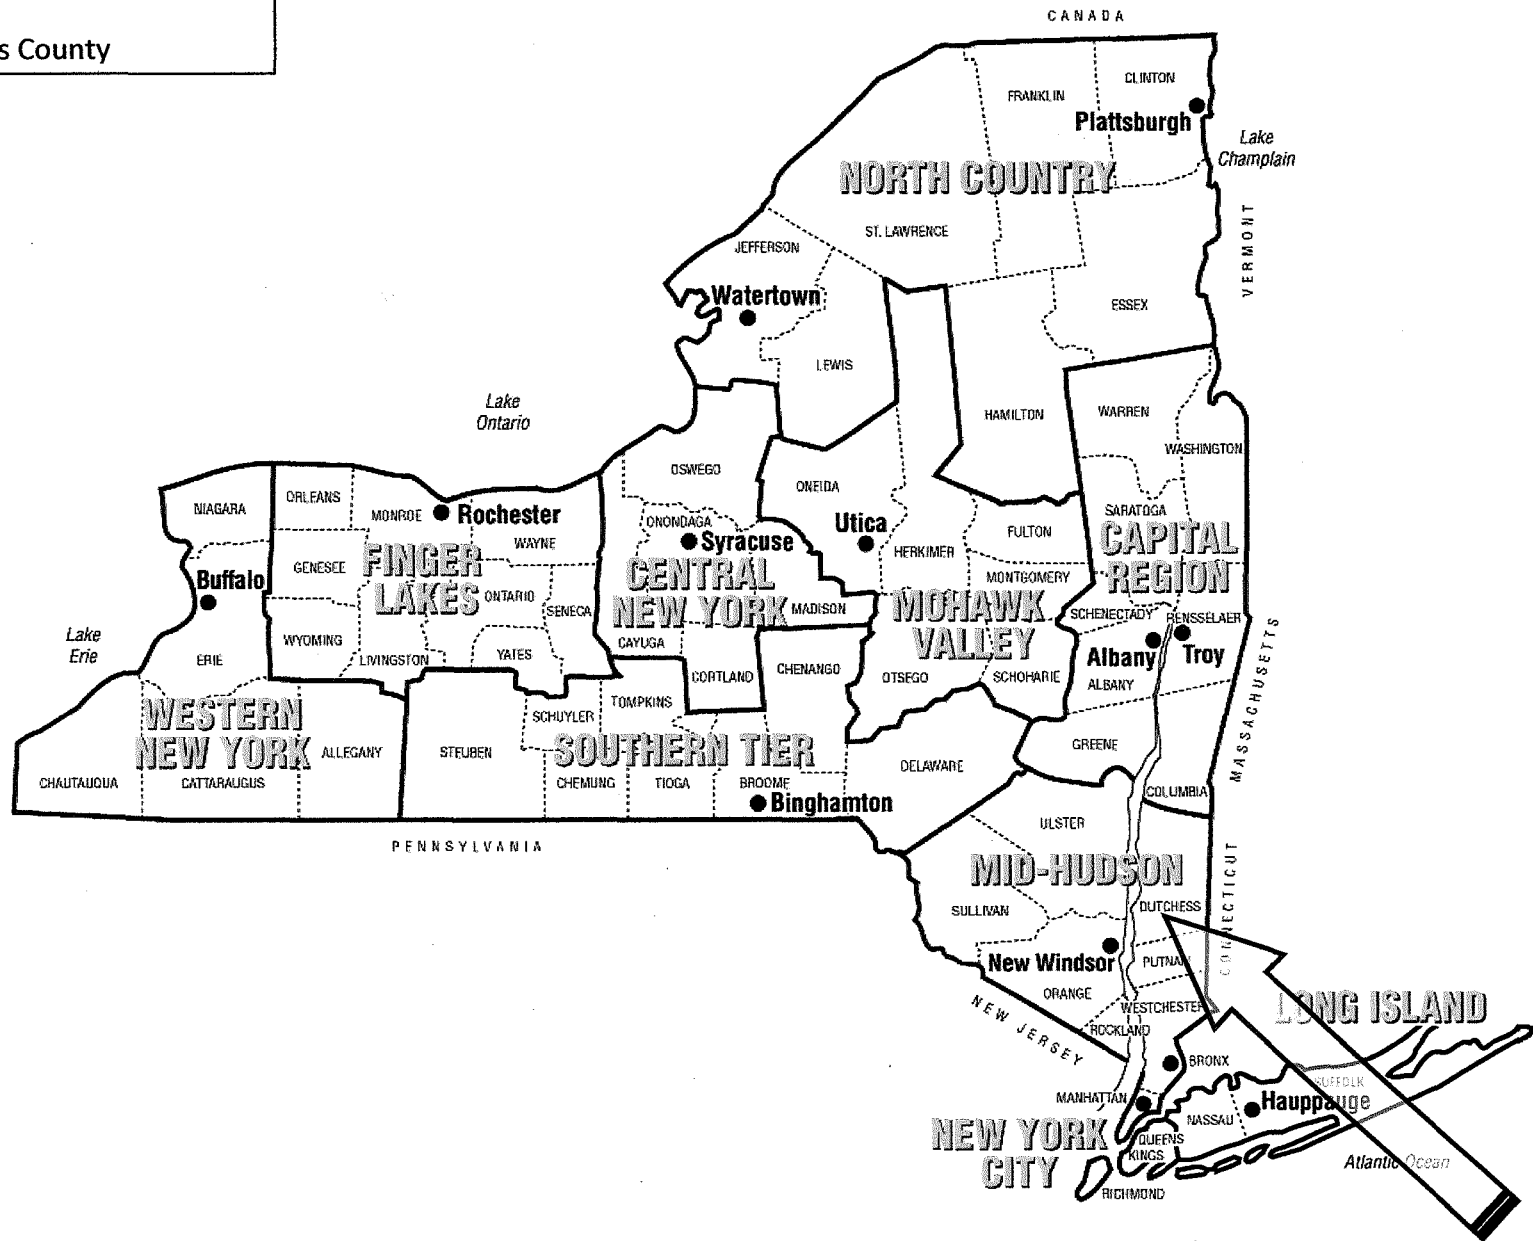 s County
CANADA
CLINTON
FRANKLIN
Plattsburgh
Lake
Champlain
NORTH COUNTRY
VERMONT
ST. LAWRENCE
JEFFERSON
Watertown
ESSEX
LEWIS
Lake
Ontario
HAMILTON
WARREN
WASHINGTON
OSWEGO
ONEIDA
NIAGARA
ORLEANS
MONROE
Rochester
WAYNE
ONONDAGA
Syracuse
Utica
HERKIMER
FULTON
SARATOGA
CAPITAL
REGION
GENESEE
FINGER
LAKES
ONTARIO
SENECA
CENTRAL
NEW YORK
MADISON
MONTGOMERY
MOHAWK
VALLEY
SCHENECTADY
RENSSELAER
Buffalo
Lake
Erie
ERIE
WYOMING
LIVINGSTON
YATES
CAYUGA
CORTLAND
CHENANGO
OTSEGO
SCHOHARIE
Albany
Troy
ALBANY
MASSACHUSETTS
WESTERN
NEW YORK
ALLEGANY
CHAUTAUQUA
CATTARAUGUS
STEUBEN
SCHUYLER
TOMPKINS
SOUTHERN TIER
CHEMUNG
TIOGA
BROOME
Binghamton
DELAWARE
GREENE
COLUMBIA
PENNSYLVANIA
ULSTER
MID-HUDSON
SULLIVAN
DUTCHESS
CONNECTICUT
New Windsor
PUTNAM
ORANGE
WESTCHESTER
ROCKLAND
NEW JERSEY
LONG ISLAND
BRONX
MANHATTAN
SUFFOLK
Hauppauge
NASSAU
NEW YORK
CITY
QUEENS
KINGS
RICHMOND
Atlantic Ocean